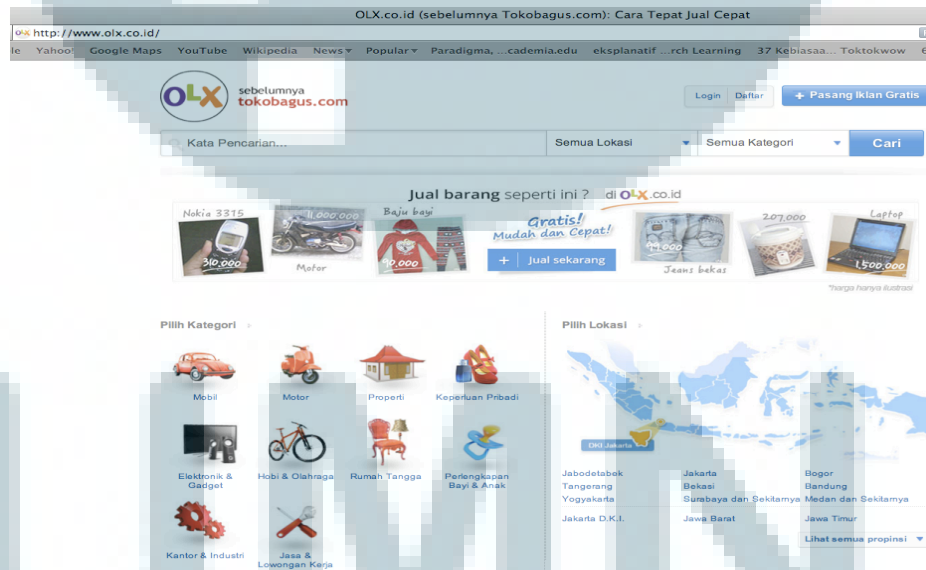 OLX.co.id (sebelumnya Tokobagus.com): Cara Tepat Jual Cepat
http://www.olx.co.id/
le Yahoo! Google Maps YouTube Wikipedia News Popular Paradigma, ...cademia.edu eksplanatif ...rch Learning 37 Kebiasaa... Toktokwow
OLX sebelumnya
tokobagus.com
Login Daftar + Pasang Iklan Gratis
Kata Pencarian... Semua Lokasi Semua Kategori Cari
Jual barang seperti ini ? ...di OLX.co.id
Nokia 3315 11,000,000 Baju bayi Gratis! 207,000 Laptop
Mudah dan Cepat!
310,000 Motor 90,000 + Jual sekarang 99,000 Jeans bekas 1,500,000
*harga hanya ilustrasi
Pilih Kategori Pilih Lokasi
Mobil Motor Properti Keperluan Pribadi
DKI Jakarta
Elektronik & Gadget Hobi & Olahraga Rumah Tangga Perlengkapan Bayi & Anak
Kantor & Industri Jasa & Lowongan Kerja
Jabodetabek Jakarta Bogor
Tangerang Bekasi Bandung
Yogyakarta Surabaya dan Sekitarnya Medan dan Sekitarnya
Jakarta D.K.I. Jawa Barat Jawa Timur
Lihat semua propinsi